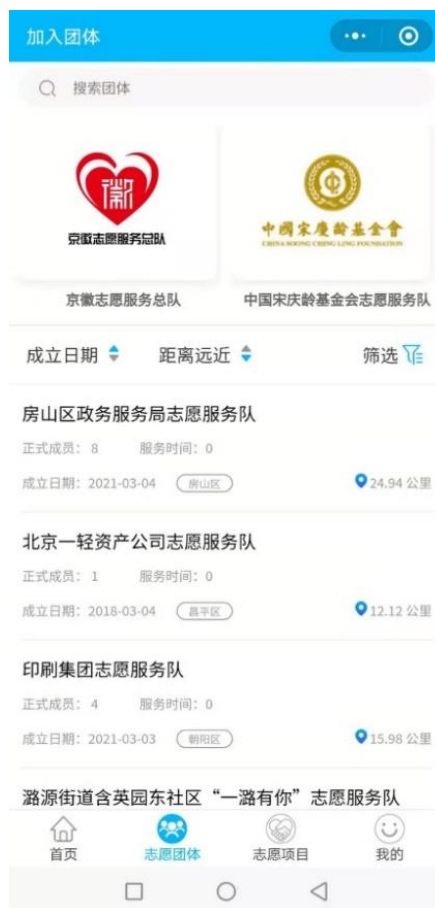 加入团体
搜索团体
徽
京徽志愿服务总队
中國宋慶齡基金會
CHINA SOONG CHING LING FOUNDATION
京徽志愿服务总队
中国宋庆龄基金会志愿服务队
成立日期 距离远近 筛选
房山区政务服务局志愿服务队
正式成员：8 服务时间：0
成立日期：2021-03-04 房山区 24.94 公里
北京一轻资产公司志愿服务队
正式成员：1 服务时间：0
成立日期：2018-03-04 昌平区 12.12 公里
印刷集团志愿服务队
正式成员：4 服务时间：0
成立日期：2021-03-03 朝阳区 15.98 公里
潞源街道含英园东社区“一潞有你”志愿服务队
首页 志愿团体 志愿项目 我的